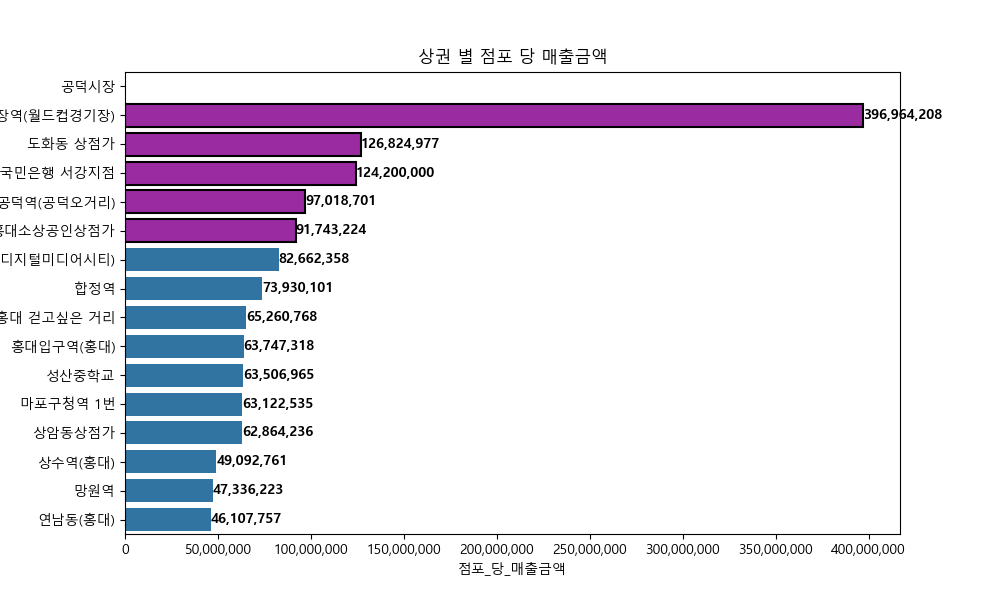 상권 별 점포 당 매출금액
공덕시장
장역(월드컵경기장) 396,964,208
도화동 상점가 126,824,977
국민은행 서강지점 124,200,000
공덕역(공덕오거리) 97,018,701
홍대소상공인상점가 91,743,224
디지털미디어시티) 82,662,358
합정역 73,930,101
홍대 걷고싶은 거리 65,260,768
홍대입구역(홍대) 63,747,318
성산중학교 63,506,965
마포구청역 1번 63,122,535
상암동상점가 62,864,236
상수역(홍대) 49,092,761
망원역 47,336,223
연남동(홍대) 46,107,757
0 50,000,000 100,000,000 150,000,000 200,000,000 250,000,000 300,000,000 350,000,000 400,000,000
점포_당_매출금액